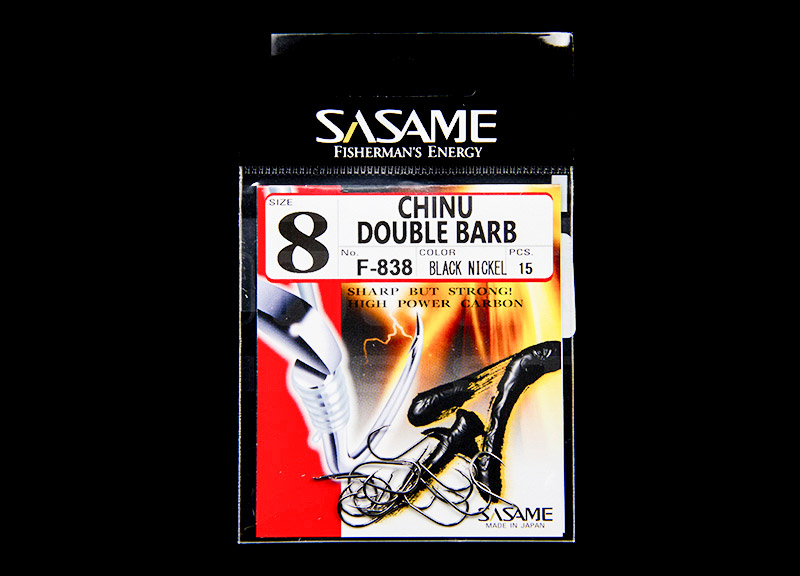 SASAME
FISHERMAN'S ENERGY
SIZE
8
CHINU
DOUBLE BARB
No.
F-838
COLOR
BLACK NICKEL
PCS.
15
SHARP BUT STRONG!
HIGH POWER CARBON
SASAME
MADE IN JAPAN